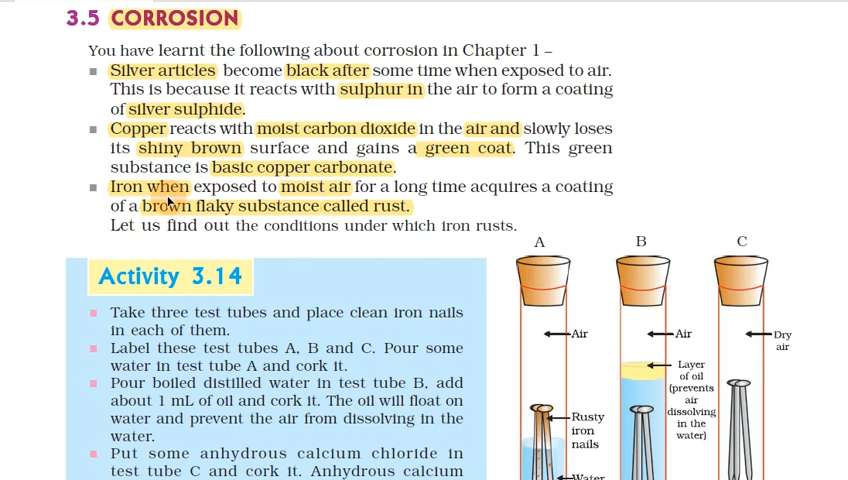 3.5 CORROSION
You have learnt the following about corrosion in Chapter 1 –
■ Silver articles become black after some time when exposed to air.
This is because it reacts with sulphur in the air to form a coating
of silver sulphide.
■ Copper reacts with moist carbon dioxide in the air and slowly loses
its shiny brown surface and gains a green coat. This green
substance is basic copper carbonate.
■ Iron when exposed to moist air for a long time acquires a coating
of a brown flaky substance called rust.
Let us find out the conditions under which iron rusts.
Activity 3.14
■ Take three test tubes and place clean iron nails
in each of them.
■ Label these test tubes A, B and C. Pour some
water in test tube A and cork it.
■ Pour boiled distilled water in test tube B, add
about 1 mL of oil and cork it. The oil will float on
water and prevent the air from dissolving in the
water.
■ Put some anhydrous calcium chloride in
test tube C and cork it. Anhydrous calcium
A
Air
Rusty
iron
nails
Water
B
Air
Layer
of oil
(prevents
air
dissolving
in the
water)
C
Dry
air